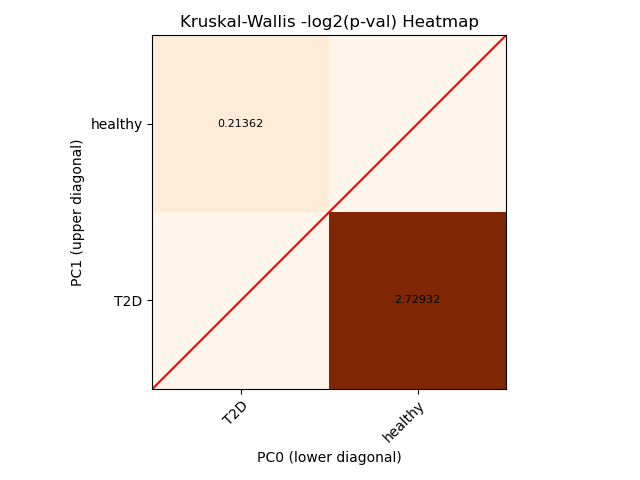 Kruskal-Wallis -log2(p-val) Heatmap
healthy
0.21362
PC1 (upper diagonal)
T2D
2.72932
T2D
healthy
PC0 (lower diagonal)